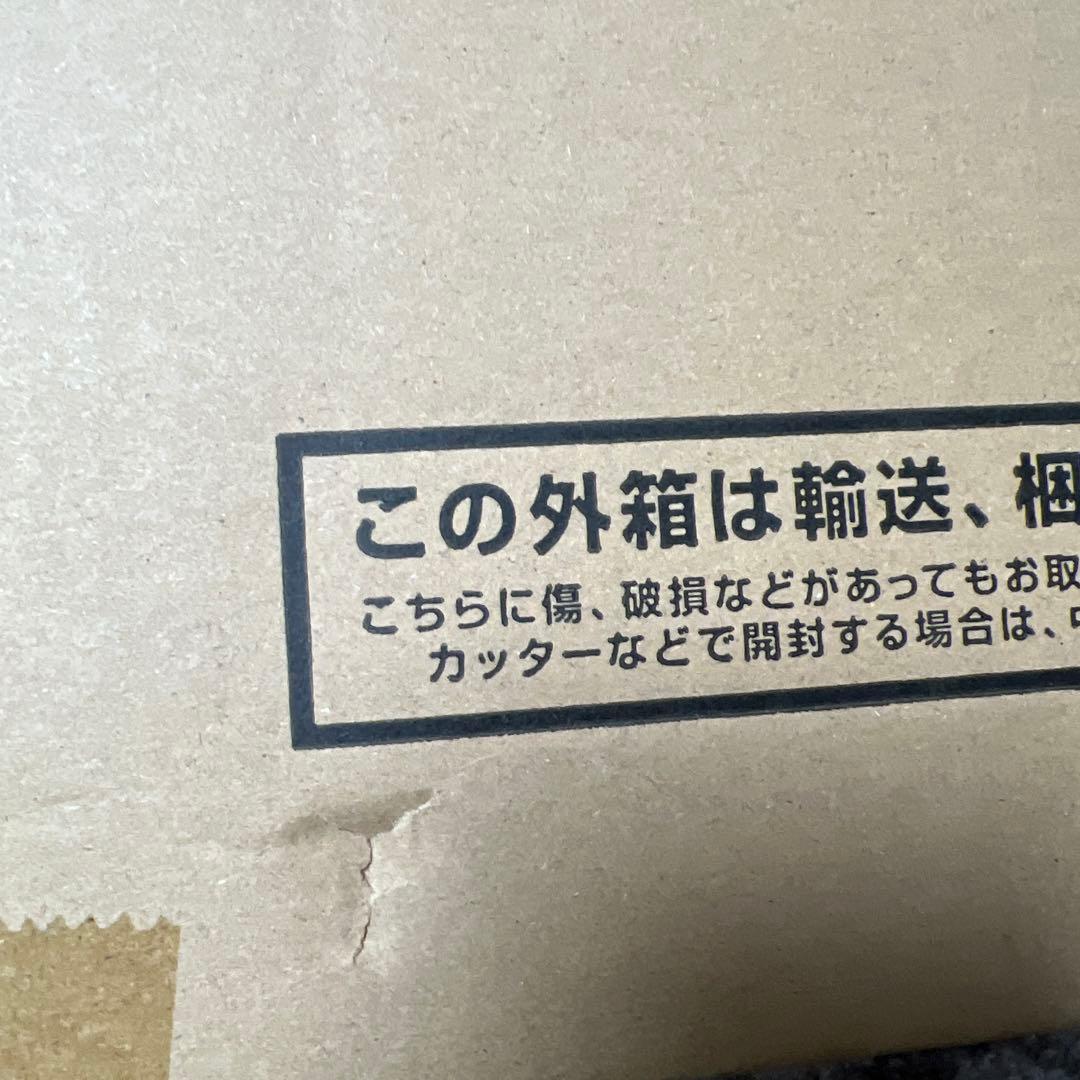 この外箱は輸送、梱
こちらに傷、破損などがあってもお取
カッターなどで開封する場合は、